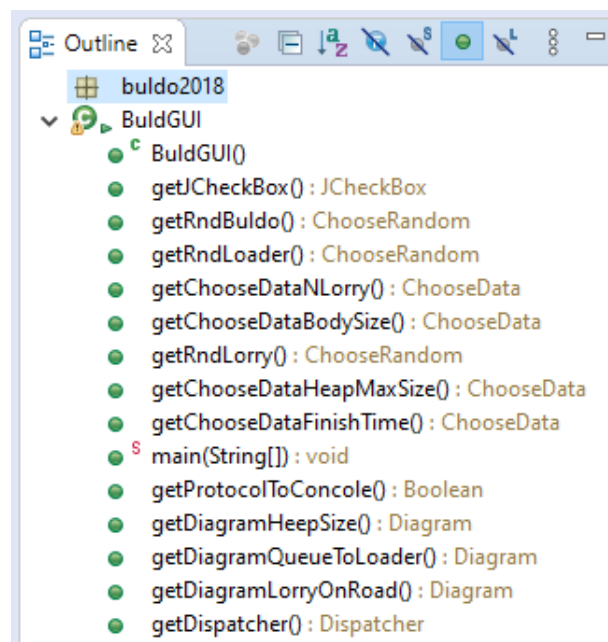 Outline
buldo2018
BuldGUI
BuldGUI()
getJCheckBox() : JCheckBox
getRndBuldo() : ChooseRandom
getRndLoader() : ChooseRandom
getChooseDataNLorry() : ChooseData
getChooseDataBodySize() : ChooseData
getRndLorry() : ChooseRandom
getChooseDataHeapMaxSize() : ChooseData
getChooseDataFinishTime() : ChooseData
main(String[]) : void
getProtocolToConcole() : Boolean
getDiagramHeepSize() : Diagram
getDiagramQueueToLoader() : Diagram
getDiagramLorryOnRoad() : Diagram
getDispatcher() : Dispatcher